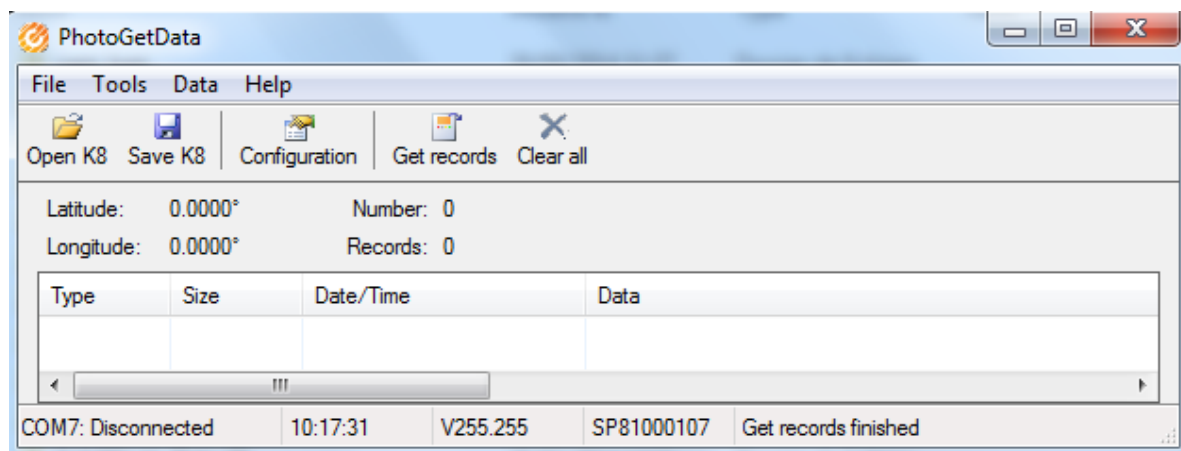 PhotoGetData
File Tools Data Help
Open K8 Save K8 Configuration Get records Clear all
Latitude: 0.0000° Number: 0
Longitude: 0.0000° Records: 0
Type Size Date/Time Data
COM7: Disconnected 10:17:31 V255.255 SP81000107 Get records finished